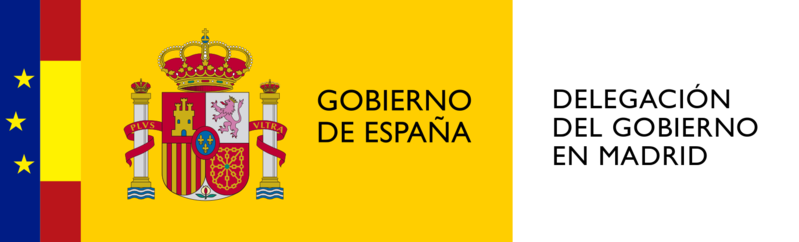 PLVS VLTRA
GOBIERNO
DE ESPAÑA
DELEGACIÓN
DEL GOBIERNO
EN MADRID